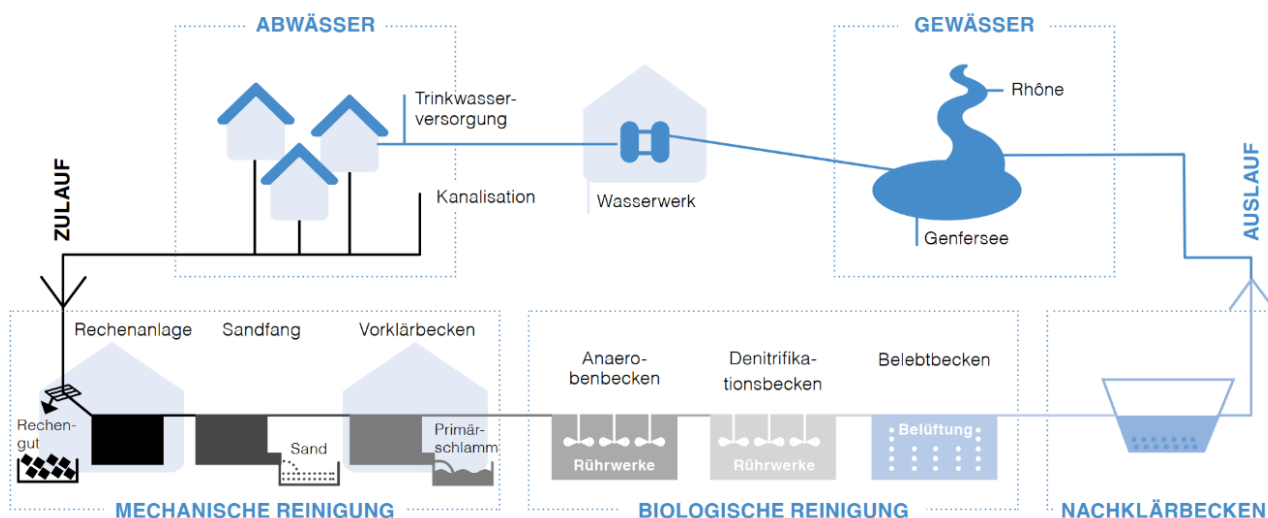 ABWÄSSER
GEWÄSSER
Trinkwasser-
versorgung
Rhône
Kanalisation
Wasserwerk
Genfersee
ZULAUF
AUSLAUF
Rechenanlage
Sandfang
Vorklärbecken
Anaero-
benbecken
Denitrifika-
tionsbecken
Belebtbecken
Rechen-
gut
Sand
Primär-
schlamm
Rührwerke
Rührwerke
Belüftung
MECHANISCHE REINIGUNG
BIOLOGISCHE REINIGUNG
NACHKLÄRBECKEN